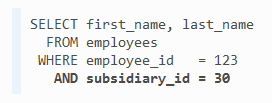 SELECT first_name, last_name
  FROM employees
 WHERE employee_id   = 123
   AND subsidiary_id = 30